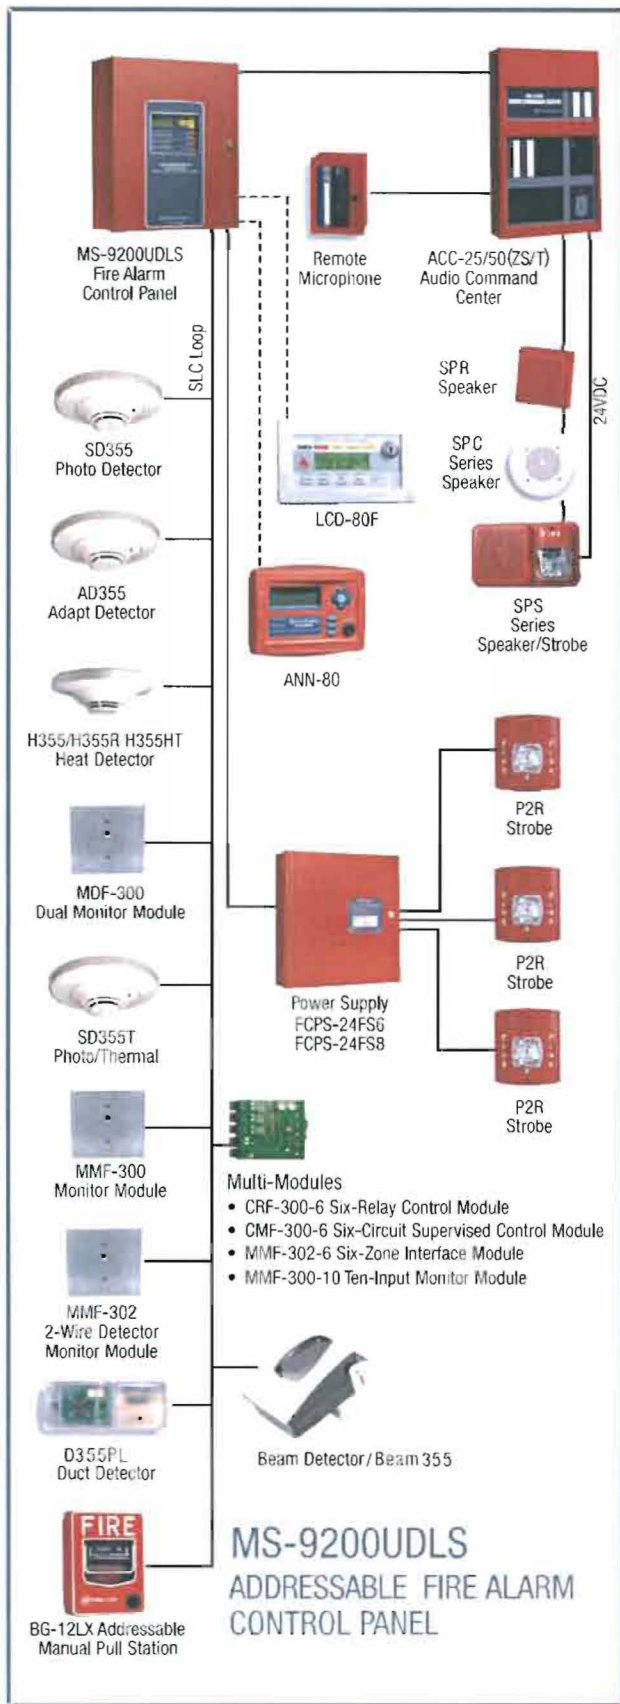 MS-9200UDLS
Fire Alarm
Control Panel
Remote
Microphone
ACC-25/50(ZS/T)
Audio Command
Center
SLC Loop
SPR
Speaker
24VDC
SD355
Photo Detector
SPC
Series
Speaker
LCD-80F
AD355
Adapt Detector
SPS
Series
Speaker/Strobe
ANN-80
H355/H355R H355HT
Heat Detector
P2R
Strobe
MDF-300
Dual Monitor Module
P2R
Strobe
Power Supply
FCPS-24FS6
FCPS-24FS8
SD355T
Photo/Thermal
P2R
Strobe
MMF-300
Monitor Module
Multi-Modules
• CRF-300-6 Six-Relay Control Module
• CMF-300-6 Six-Circuit Supervised Control Module
• MMF-302-6 Six-Zone Interface Module
• MMF-300-10 Ten-Input Monitor Module
MMF-302
2-Wire Detector
Monitor Module
D355PL
Duct Detector
Beam Detector/Beam 355
FIRE
BG-12LX Addressable
Manual Pull Station
MS-9200UDLS
ADDRESSABLE FIRE ALARM
CONTROL PANEL